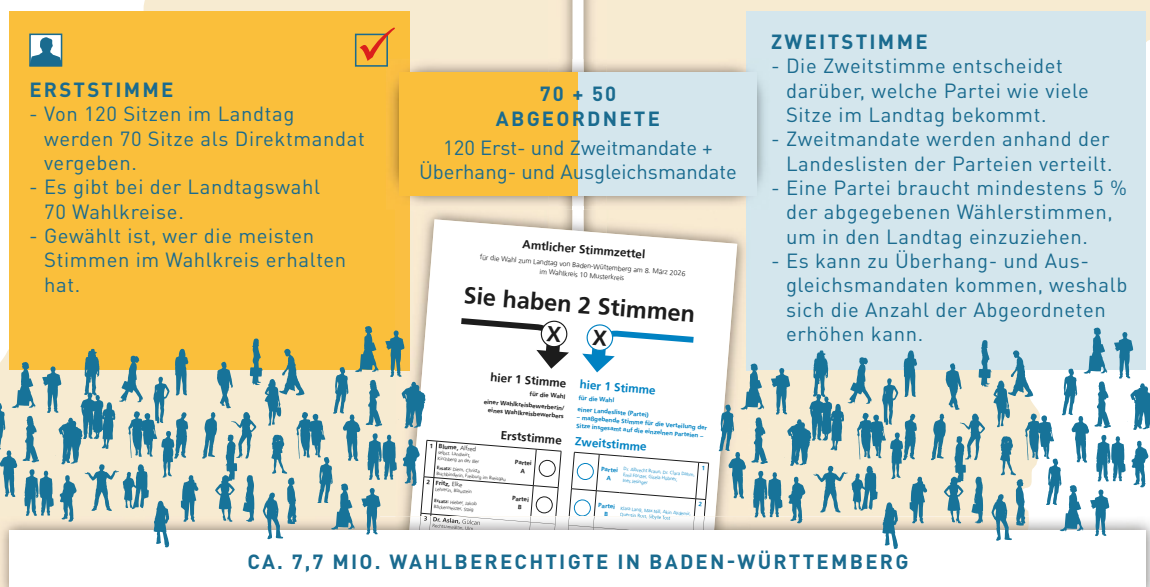 ERSTSTIMME
- Von 120 Sitzen im Landtag
werden 70 Sitze als Direktmandat
vergeben.
- Es gibt bei der Landtagswahl
70 Wahlkreise.
- Gewählt ist, wer die meisten
Stimmen im Wahlkreis erhalten
hat.
70 + 50
ABGEORDNETE
120 Erst- und Zweitmandate +
Überhang- und Ausgleichsmandate
ZWEITSTIMME
- Die Zweitstimme entscheidet
darüber, welche Partei wie viele
Sitze im Landtag bekommt.
- Zweitmandate werden anhand der
Landeslisten der Parteien verteilt.
- Eine Partei braucht mindestens 5 %
der abgegebenen Wählerstimmen,
um in den Landtag einzuziehen.
- Es kann zu Überhang- und Aus-
gleichsmandaten kommen, weshalb
sich die Anzahl der Abgeordneten
erhöhen kann.
Amtlicher Stimmzettel
für die Wahl zum Landtag von Baden-Württemberg am 8. März 2026
im Wahlkreis 10 Musterkreis
Sie haben 2 Stimmen
X
X
hier 1 Stimme
für die Wahl
einer Wahlkreisbewerberin/
eines Wahlkreisbewerbers
hier 1 Stimme
für die Wahl
einer Landesliste (Partei)
– maßgebende Stimme für die Verteilung der
Sitze insgesamt auf die einzelnen Parteien –
Erststimme
Zweitstimme
1 Blume, Alfred
Partei
A
2 Fritz, Elke
Partei
B
3 Dr. Aslan, Gülcan
Partei
A
1
Partei
B
2
CA. 7,7 MIO. WAHLBERECHTIGTE IN BADEN-WÜRTTEMBERG